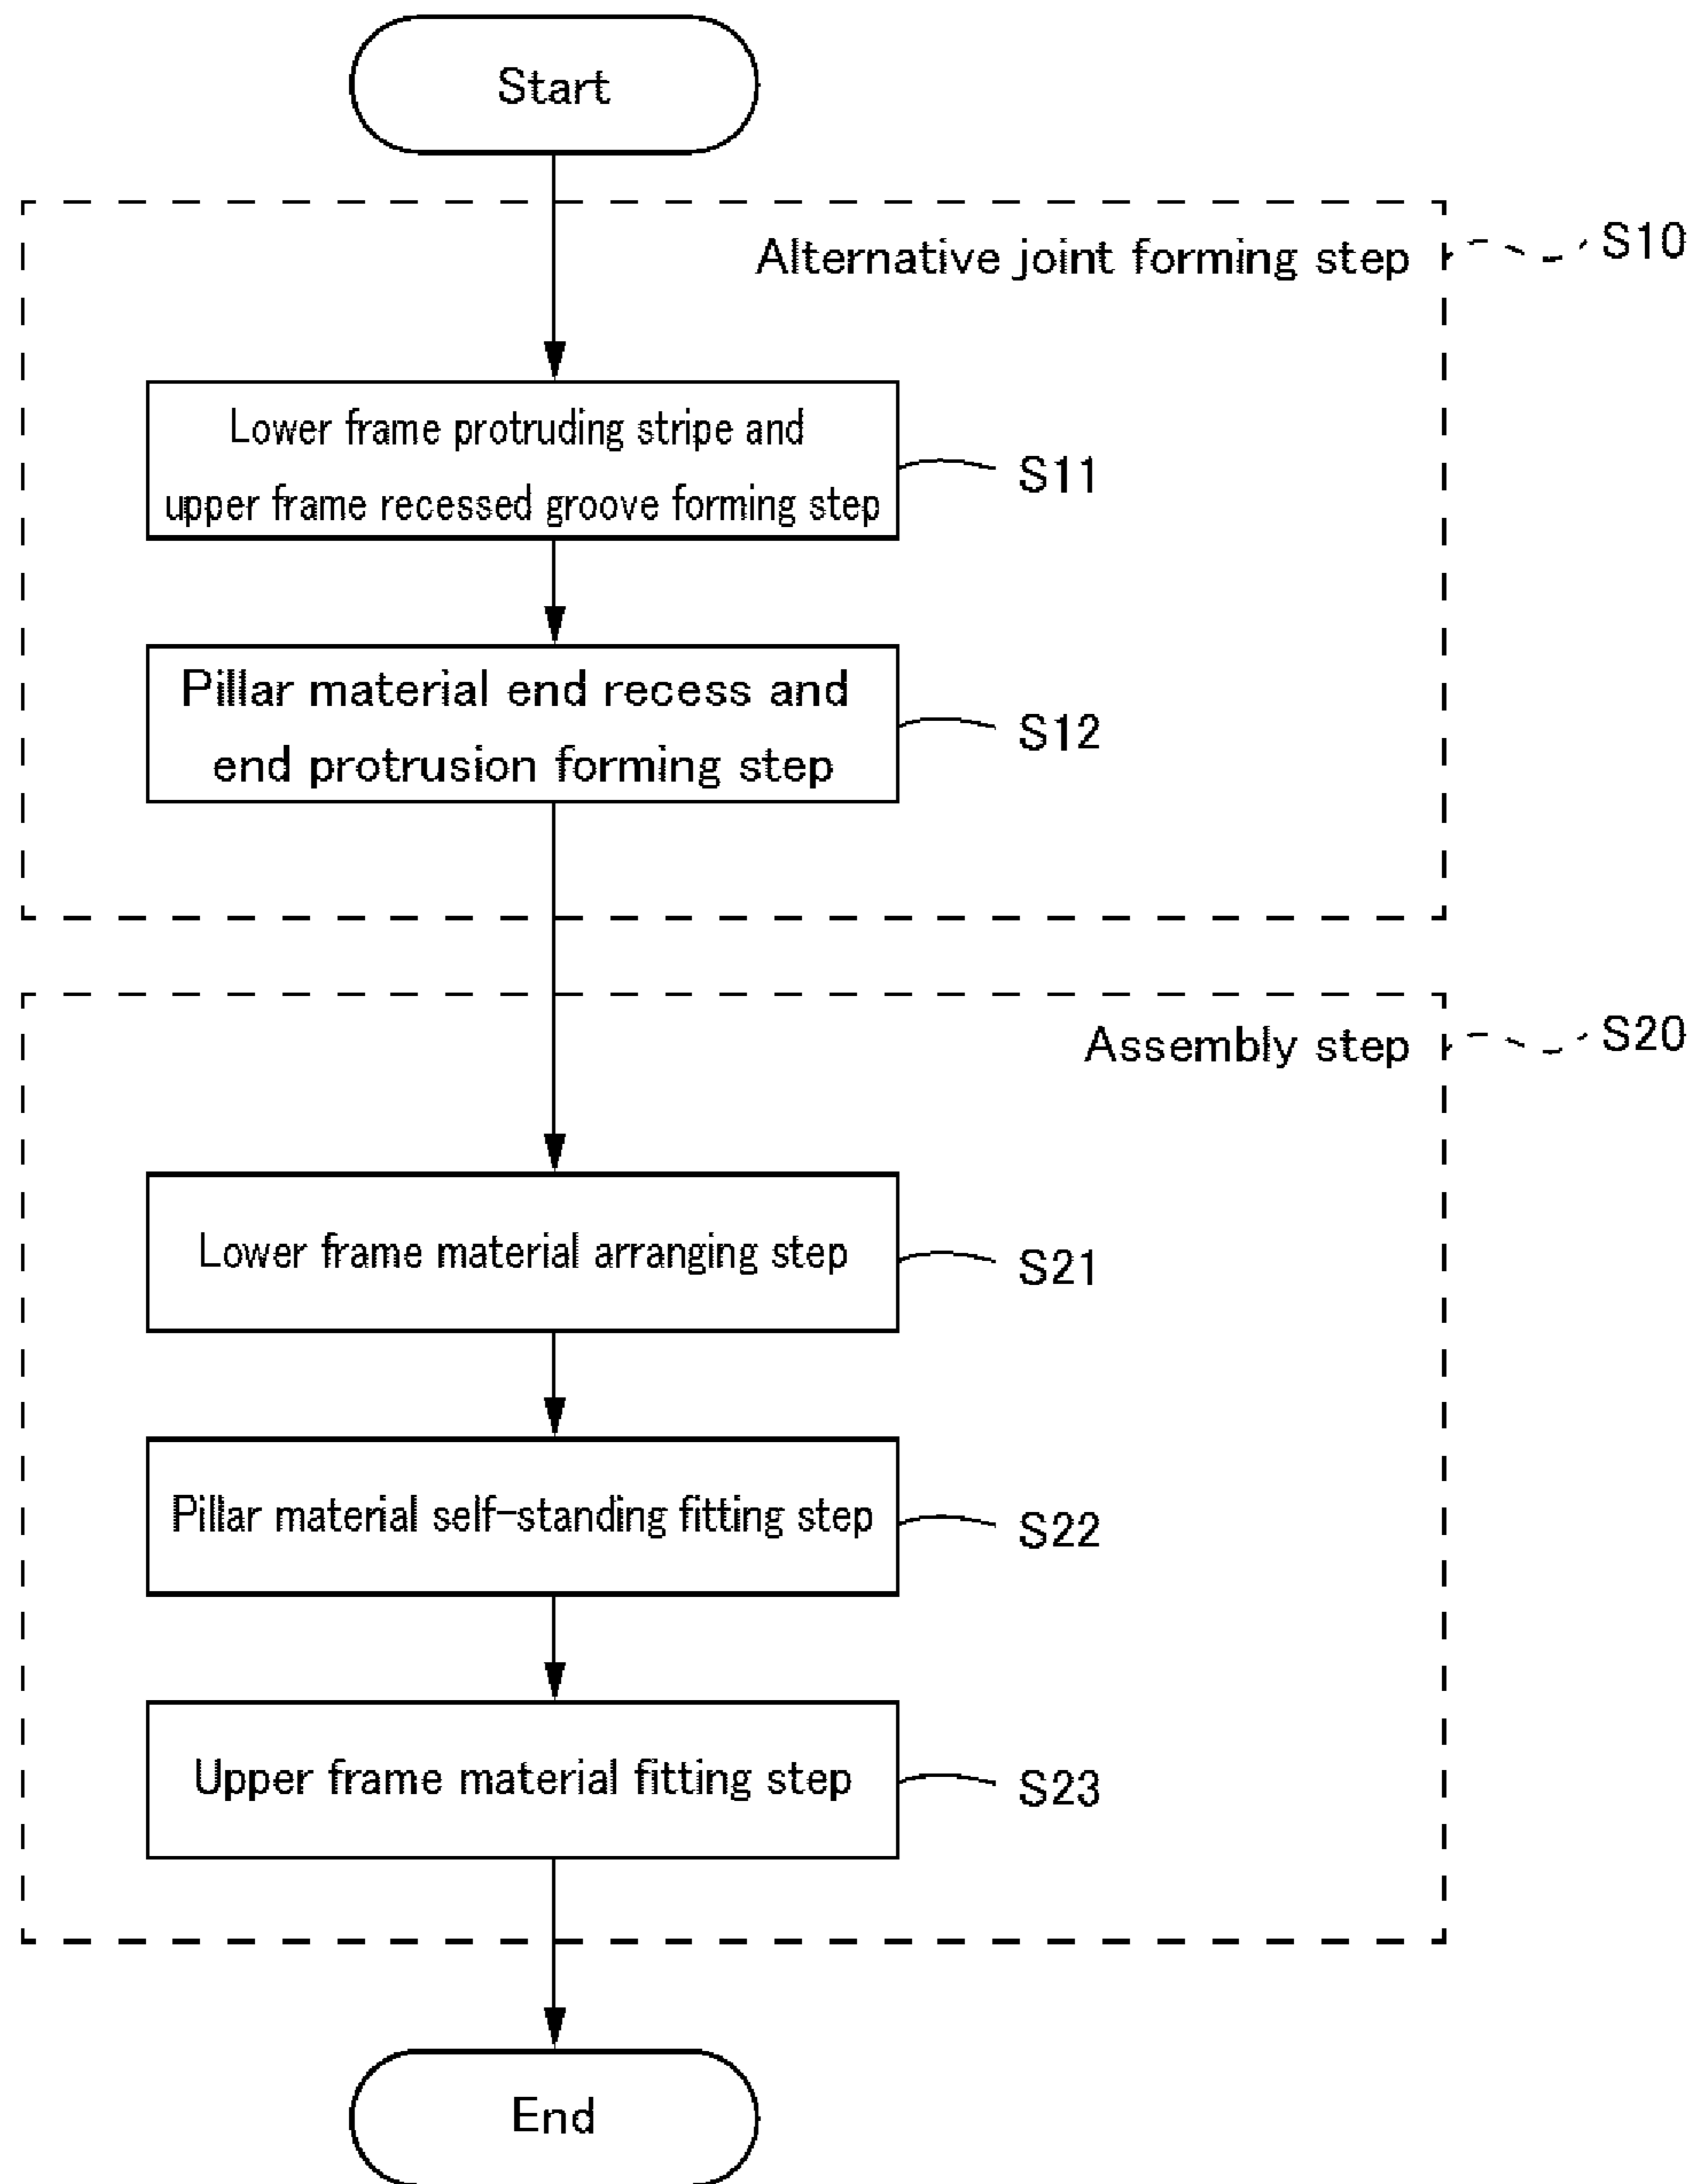 Start
Alternative joint forming step
S10
Lower frame protruding stripe and
upper frame recessed groove forming step
S11
Pillar material end recess and
end protrusion forming step
S12
Assembly step
S20
Lower frame material arranging step
S21
Pillar material self-standing fitting step
S22
Upper frame material fitting step
S23
End